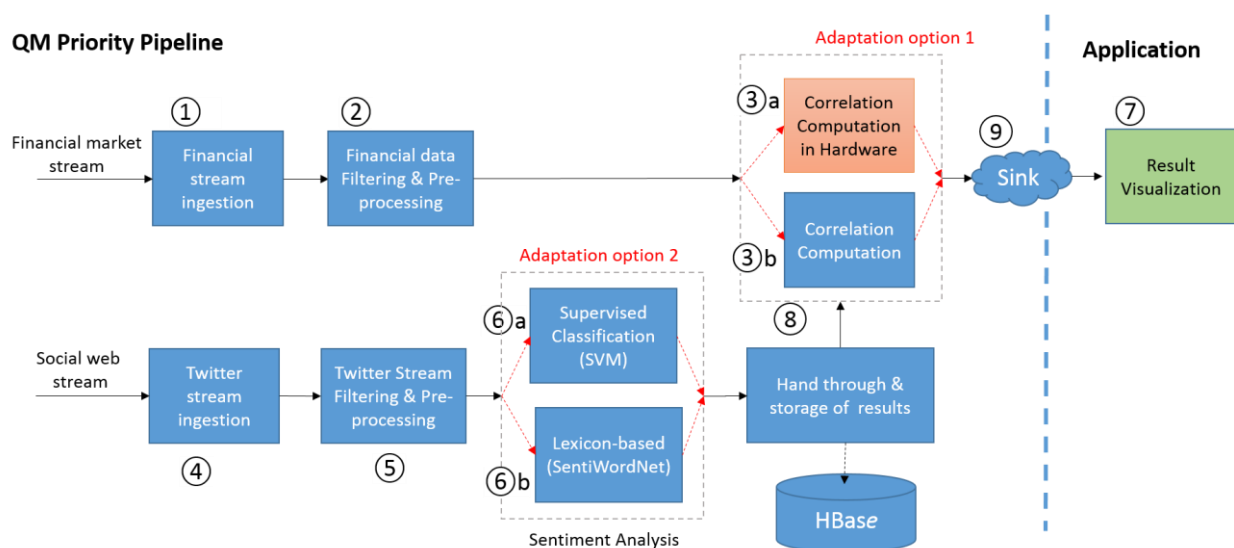 QM Priority Pipeline
Adaptation option 1
Application
①
②
③a
Correlation
Computation
in Hardware
⑨
⑦
Financial market
stream
Financial
stream
ingestion
Financial data
Filtering & Pre-
processing
Sink
Result
Visualization
③b
Correlation
Computation
Adaptation option 2
⑥a
Supervised
Classification
(SVM)
⑧
Social web
stream
Twitter
stream
ingestion
Twitter Stream
Filtering & Pre-
processing
Hand through &
storage of results
④
⑤
⑥b
Lexicon-based
(SentiWordNet)
HBase
Sentiment Analysis